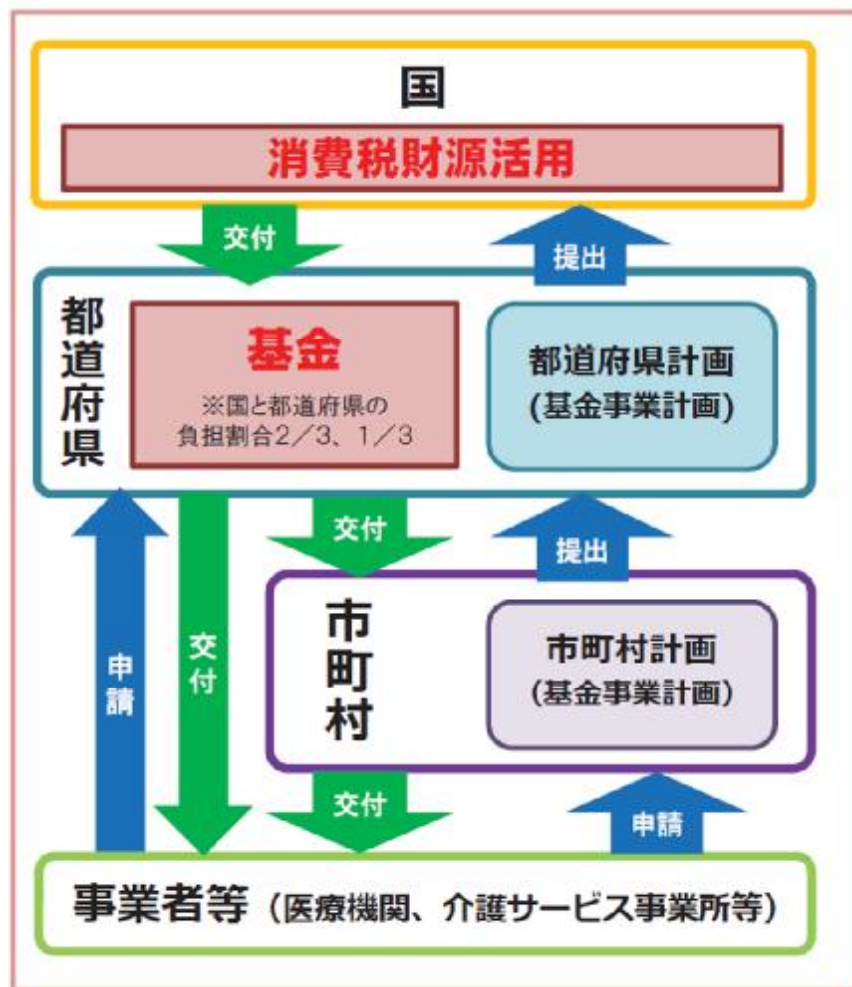 国
消費税財源活用
交付
提出
都道府県
基金
※国と都道府県の
負担割合2／3、1／3
都道府県計画
(基金事業計画)
交付
提出
申請
交付
市町村
市町村計画
(基金事業計画)
交付
申請
事業者等（医療機関、介護サービス事業所等）